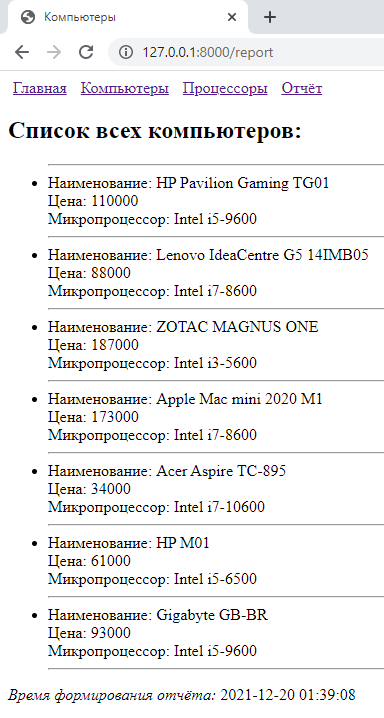 Компьютеры
127.0.0.1:8000/report
Главная Компьютеры Процессоры Отчёт
Список всех компьютеров:
Наименование: HP Pavilion Gaming TG01
Цена: 110000
Микропроцессор: Intel i5-9600
Наименование: Lenovo IdeaCentre G5 14IMB05
Цена: 88000
Микропроцессор: Intel i7-8600
Наименование: ZOTAC MAGNUS ONE
Цена: 187000
Микропроцессор: Intel i3-5600
Наименование: Apple Mac mini 2020 M1
Цена: 173000
Микропроцессор: Intel i7-8600
Наименование: Acer Aspire TC-895
Цена: 34000
Микропроцессор: Intel i7-10600
Наименование: HP M01
Цена: 61000
Микропроцессор: Intel i5-6500
Наименование: Gigabyte GB-BR
Цена: 93000
Микропроцессор: Intel i5-9600
Время формирования отчёта: 2021-12-20 01:39:08